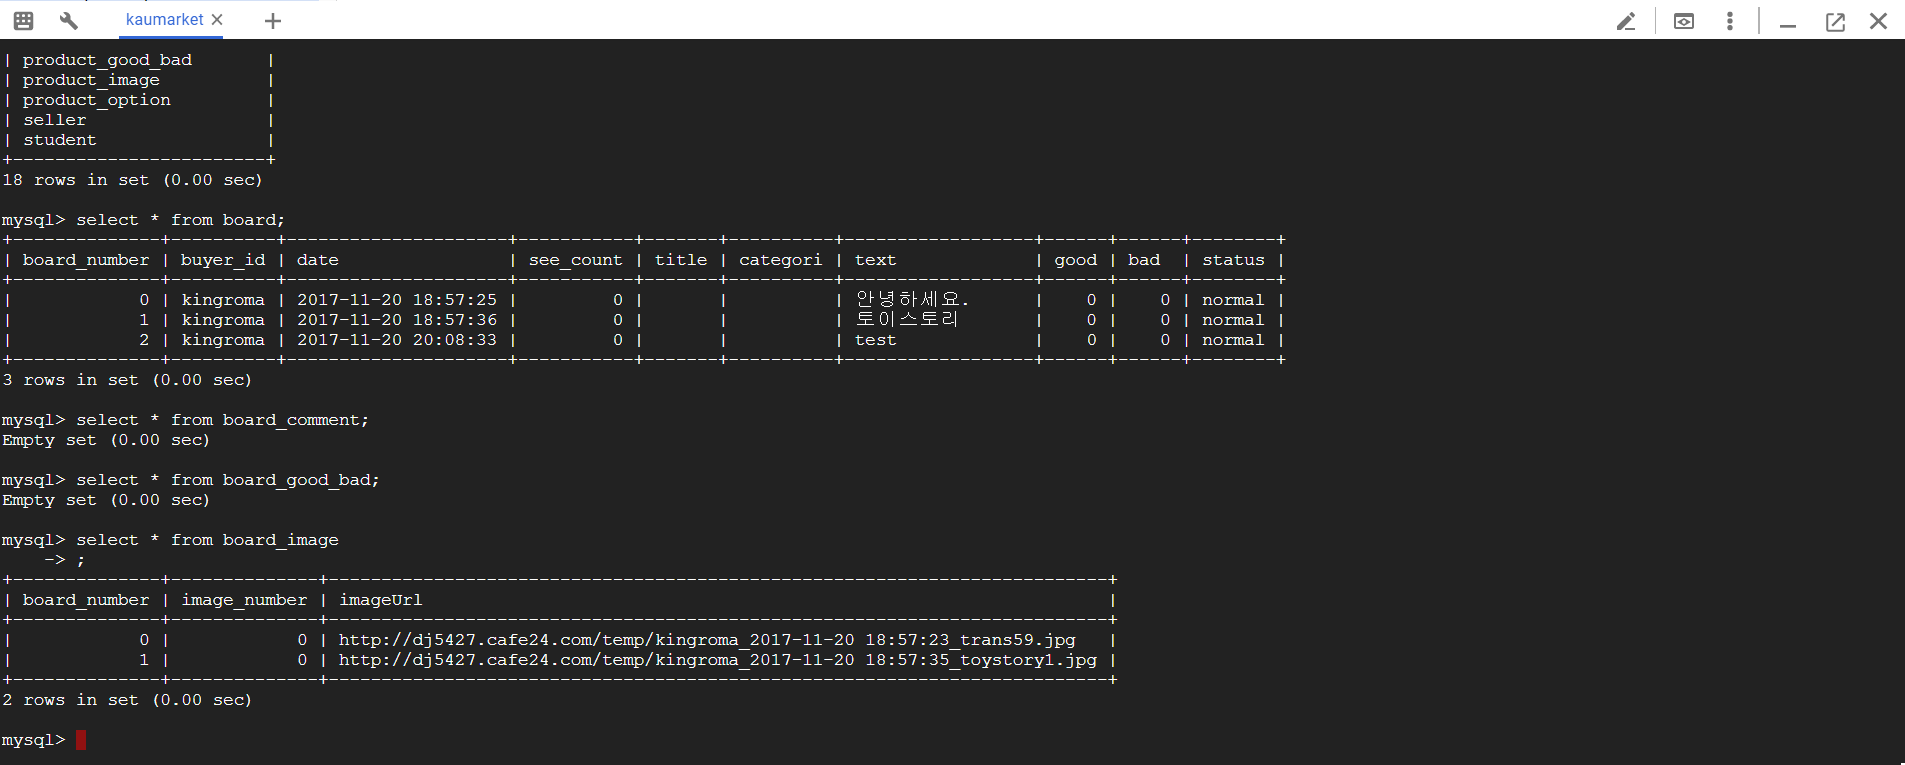 kaumarket
| product_good_bad       |
| product_image          |
| product_option         |
| seller                 |
| student                |
+------------------------+
18 rows in set (0.00 sec)
mysql> select * from board;
+--------------+----------+---------------------+-----------+-------+----------+------------------+------+------+--------+
| board_number | buyer_id | date                | see_count | title | categori | text             | good | bad  | status |
+--------------+----------+---------------------+-----------+-------+----------+------------------+------+------+--------+
|            0 | kingroma | 2017-11-20 18:57:25 |         0 |       |          | 안녕하세요.      |    0 |    0 | normal |
|            1 | kingroma | 2017-11-20 18:57:36 |         0 |       |          | 토이스토리       |    0 |    0 | normal |
|            2 | kingroma | 2017-11-20 20:08:33 |         0 |       |          | test             |    0 |    0 | normal |
+--------------+----------+---------------------+-----------+-------+----------+------------------+------+------+--------+
3 rows in set (0.00 sec)
mysql> select * from board_comment;
Empty set (0.00 sec)
mysql> select * from board_good_bad;
Empty set (0.00 sec)
mysql> select * from board_image
    -> ;
+--------------+--------------+--------------------------------------------------------------------------+
| board_number | image_number | imageUrl                                                                 |
+--------------+--------------+--------------------------------------------------------------------------+
|            0 |            0 | http://dj5427.cafe24.com/temp/kingroma_2017-11-20 18:57:23_trans59.jpg   |
|            1 |            0 | http://dj5427.cafe24.com/temp/kingroma_2017-11-20 18:57:35_toystory1.jpg |
+--------------+--------------+--------------------------------------------------------------------------+
2 rows in set (0.00 sec)
mysql>